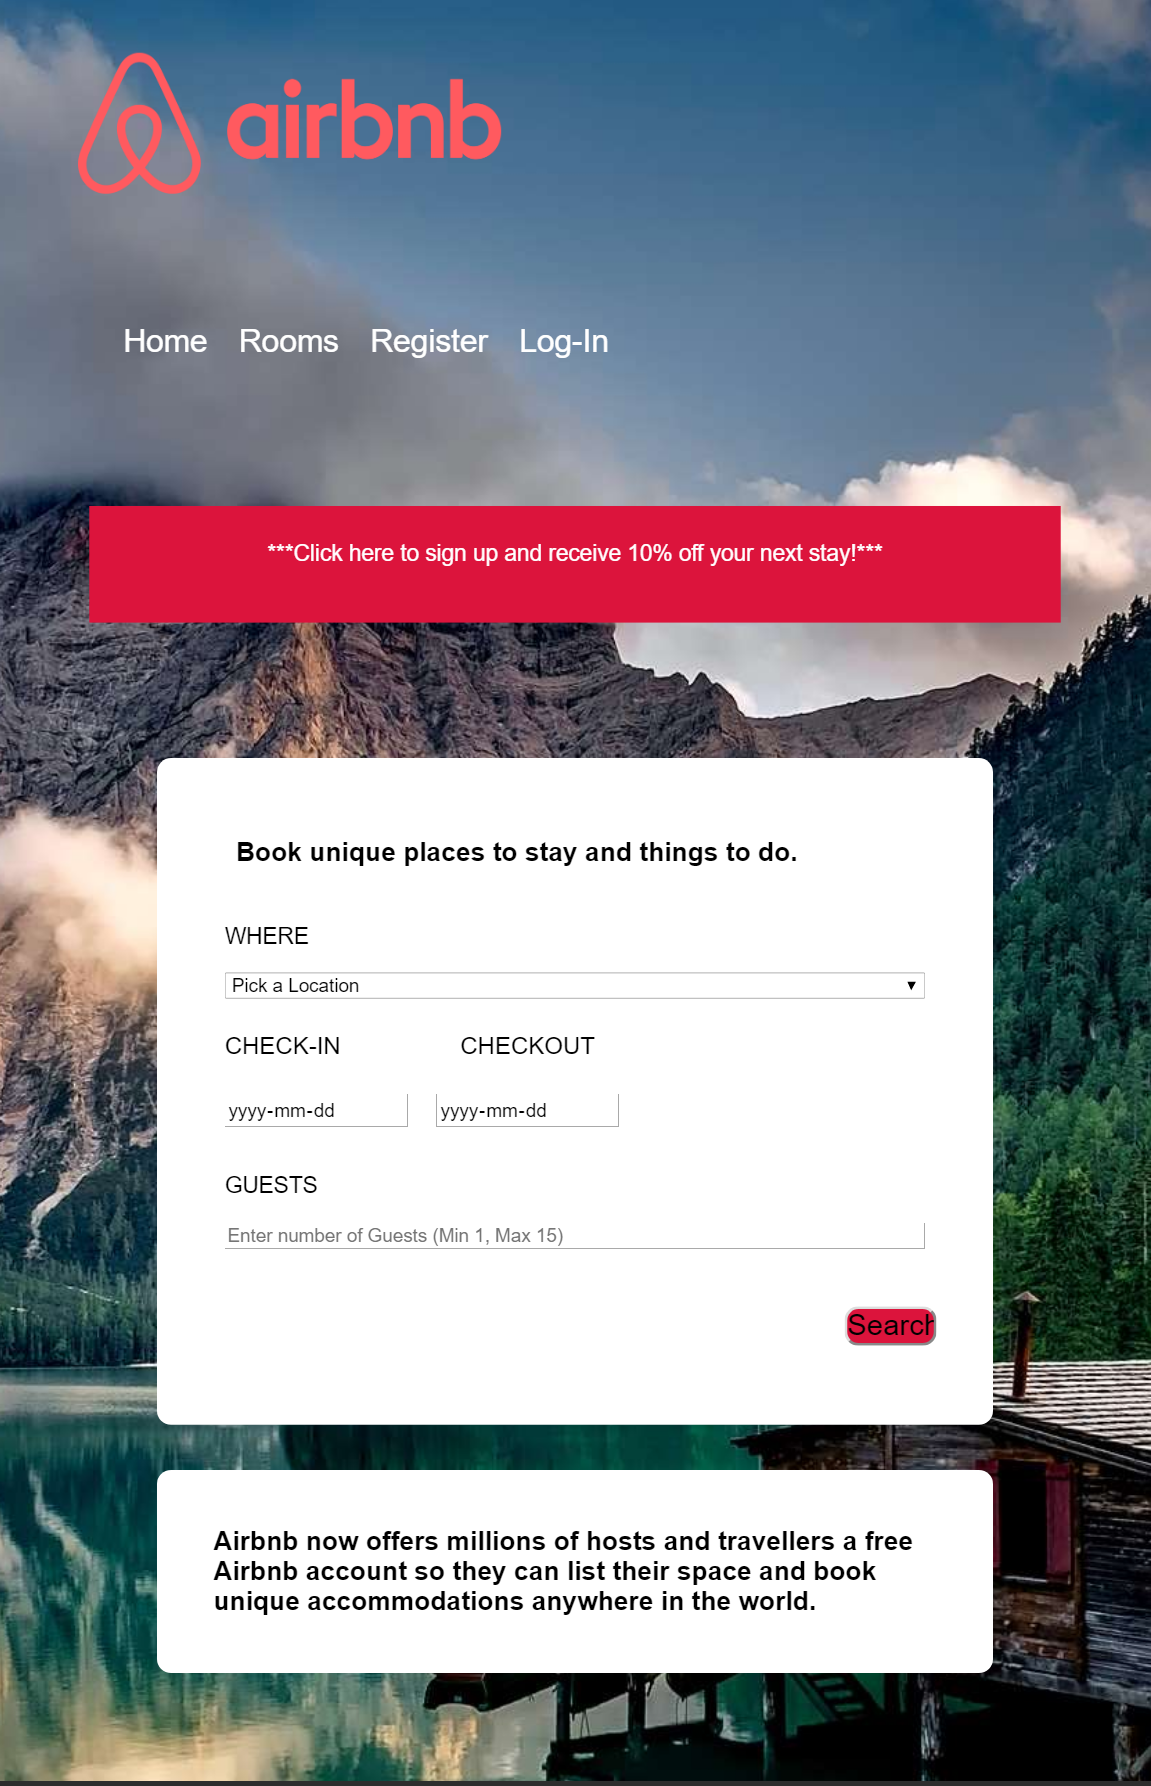 airbnb
Home Rooms Register Log-In
***Click here to sign up and receive 10% off your next stay!***
Book unique places to stay and things to do.
WHERE
Pick a Location
CHECK-IN CHECKOUT
yyyy-mm-dd yyyy-mm-dd
GUESTS
Enter number of Guests (Min 1, Max 15)
Search
Airbnb now offers millions of hosts and travellers a free
Airbnb account so they can list their space and book
unique accommodations anywhere in the world.